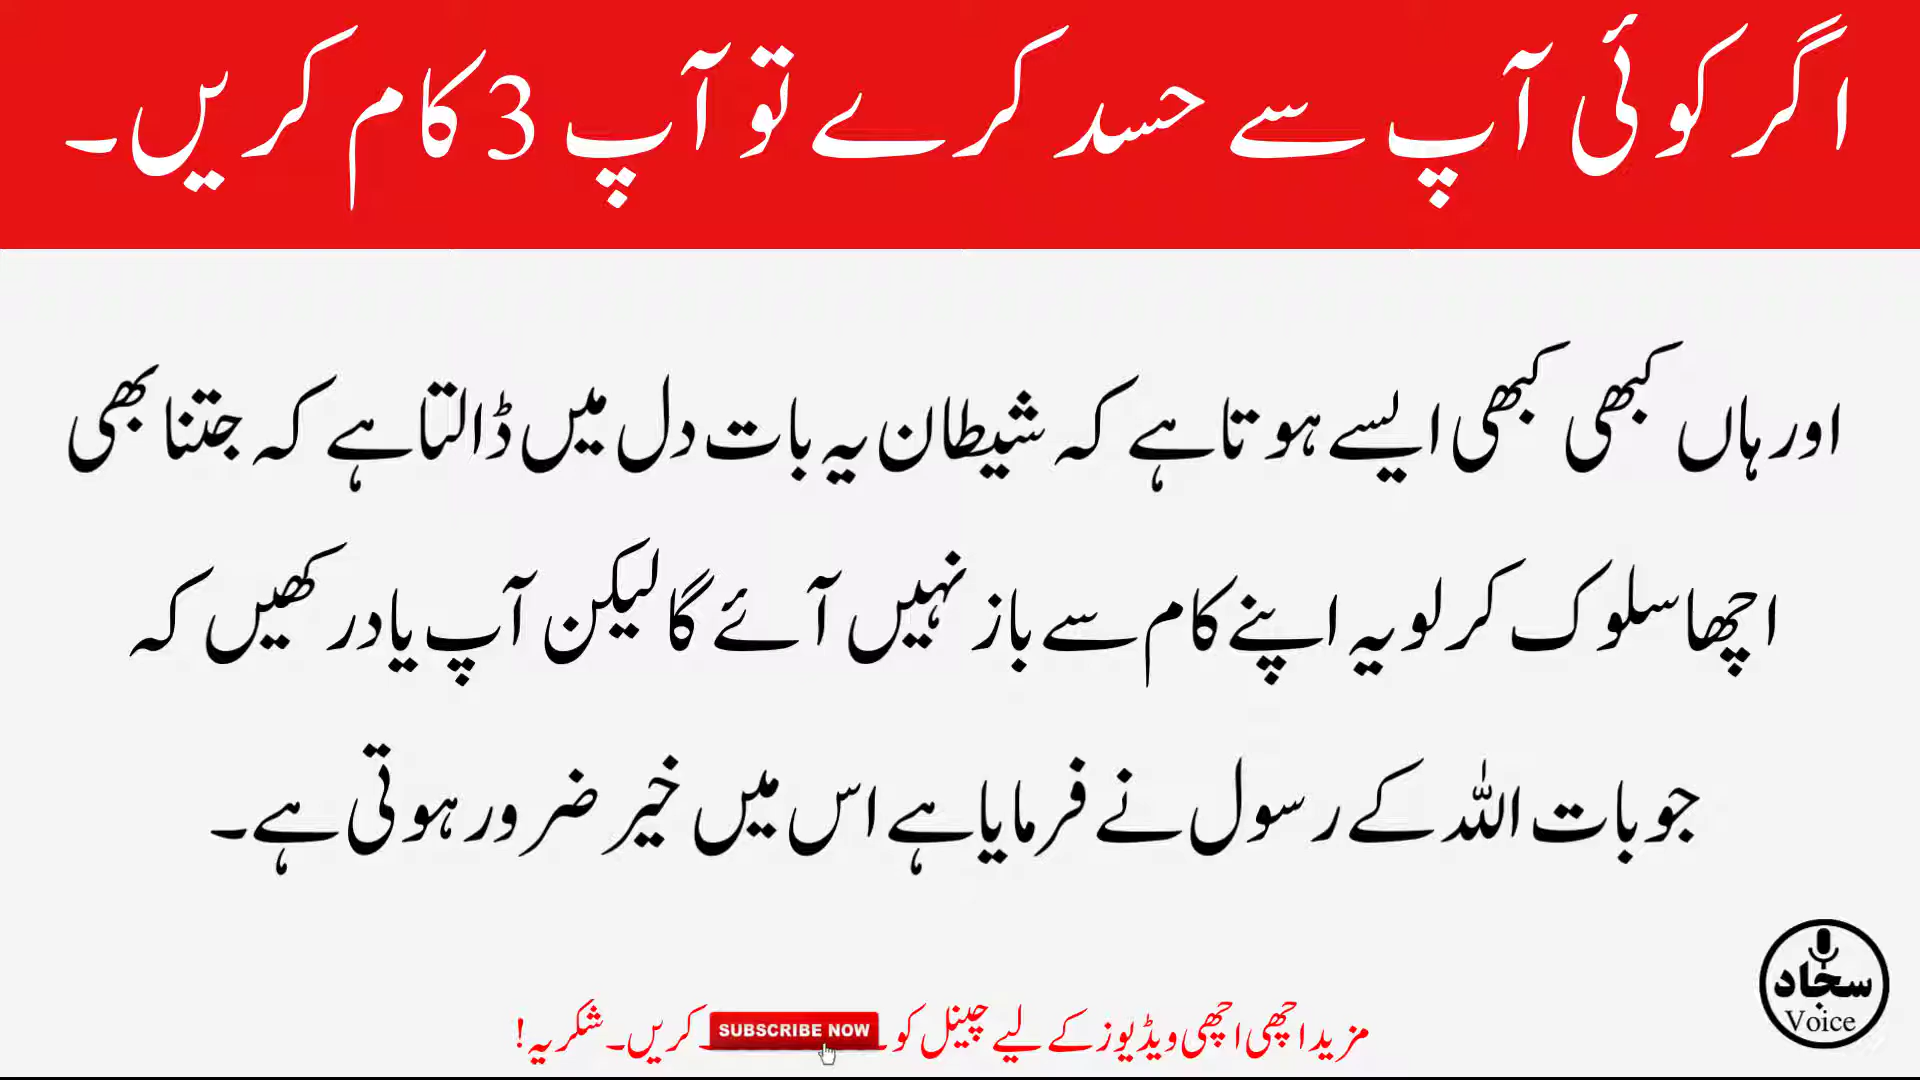 اگر کوئی آپ سے حسد کرے تو آپ 3 کام کریں۔
اور ہاں کبھی کبھی ایسے ہوتا ہے کہ شیطان یہ بات دل میں ڈالتا ہے کہ جتنا بھی
اچھا سلوک کر لو یہ اپنے کام سے باز نہیں آئے گا لیکن آپ یاد رکھیں کہ
جو بات اللہ کے رسول نے فرمایا ہے اس میں خیر ضرور ہوتی ہے۔
سجاد
Voice
مزید اچھی اچھی ویڈیوز کے لیے چینل کو SUBSCRIBE NOW کریں۔ شکریہ!